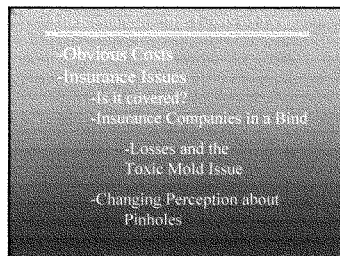 -Obvious Costs
-Insurance Issues
-Is it covered?
-Insurance Companies in a Bind
-Losses and the
Toxic Mold Issue
-Changing Perception about
Pinholes